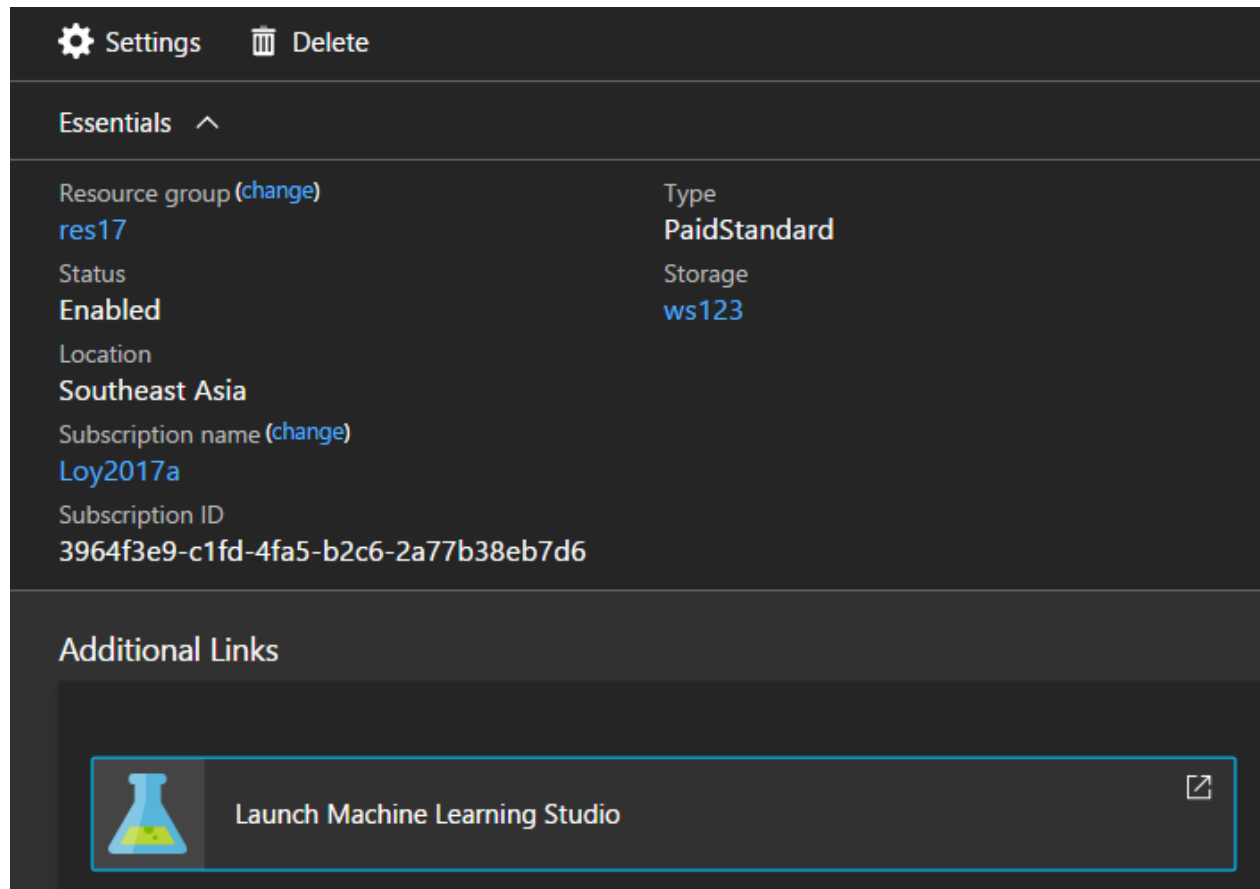 Settings Delete
Essentials
Resource group (change)
res17
Status
Enabled
Location
Southeast Asia
Subscription name (change)
Loy2017a
Subscription ID
3964f3e9-c1fd-4fa5-b2c6-2a77b38eb7d6
Type
PaidStandard
Storage
ws123
Additional Links
Launch Machine Learning Studio